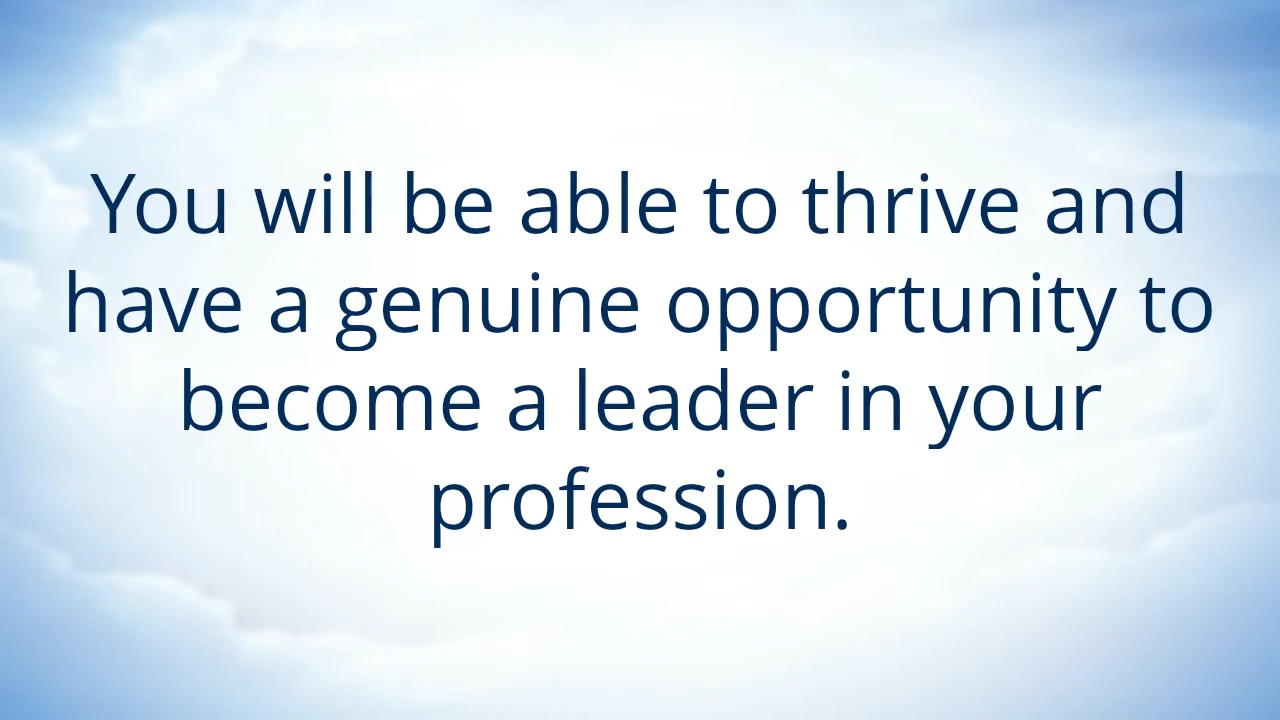 You will be able to thrive and
have a genuine opportunity to
become a leader in your
profession.